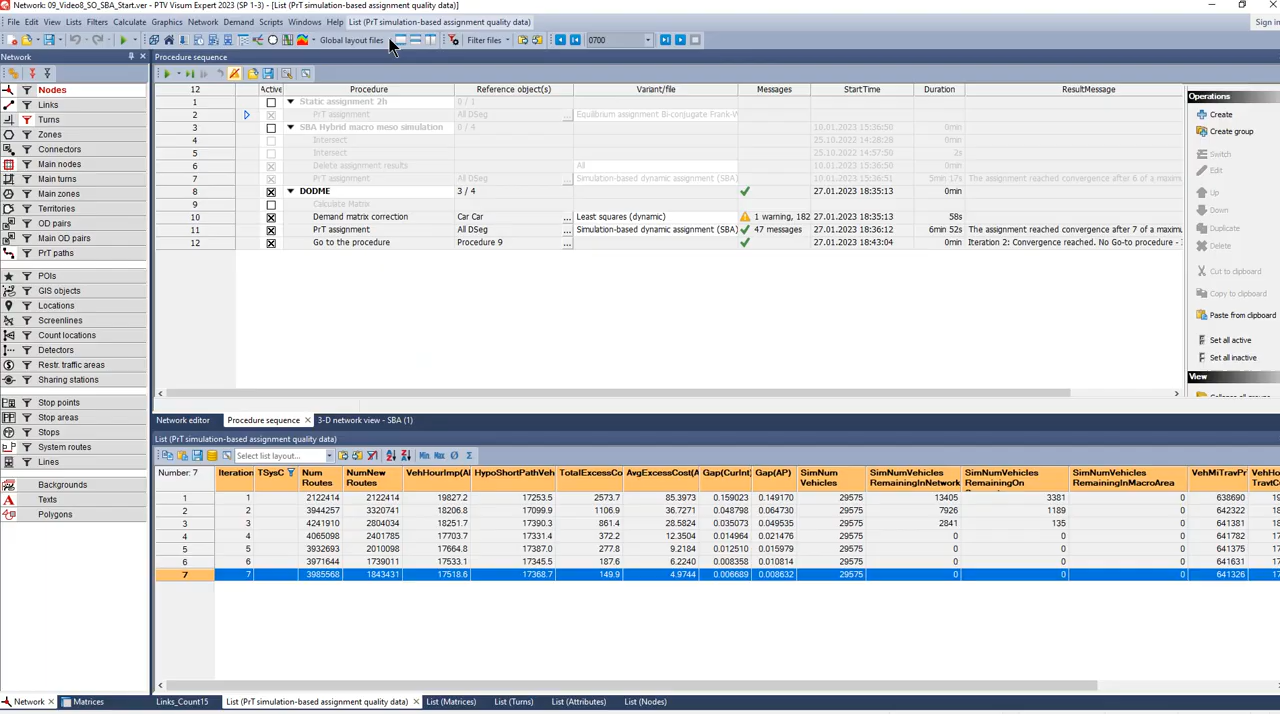 Network: 09_Video8_SO_SBA_Start.ver - PTV Visum Expert 2023 (SP 1-3) - [List (PrT simulation-based assignment quality data)]
File Edit View Lists Filters Calculate Graphics Network Demand Scripts Windows Help List (PrT simulation-based assignment quality data) Sign in
Global layout files Filter files 0700
Network Procedure sequence
12 Active Procedure Reference object(s) Variant/file Messages StartTime Duration ResultMessage
1 Static assignment 2h 0 / 1
2 PrT assignment All DSeg ... Equilibrium assignment Bi-conjugate Frank-W
3 SBA Hybrid macro meso simulation 0 / 4 10.01.2023 15:36:50 0min
4 Intersect 25.10.2022 14:28:28 0min
5 Intersect 25.10.2022 14:57:50 2s
6 Delete assignment results All 10.01.2023 15:36:50 0min
7 PrT assignment All DSeg ... Simulation-based dynamic assignment (SBA) 10.01.2023 15:36:51 5min 17s The assignment reached convergence after 6 of a maximu
8 DODME 3 / 4 27.01.2023 18:35:13 0min
9 Calculate Matrix
10 Demand matrix correction Car Car ... Least squares (dynamic) 1 warning, 182 27.01.2023 18:35:13 58s
11 PrT assignment All DSeg ... Simulation-based dynamic assignment (SBA) 47 messages 27.01.2023 18:36:12 6min 52s The assignment reached convergence after 7 of a maximu
12 Go to the procedure Procedure 9 ... 27.01.2023 18:43:04 0min Iteration 2: Convergence reached. No Go-to procedure -
Nodes
Links
Turns
Zones
Connectors
Main nodes
Main turns
Main zones
Territories
OD pairs
Main OD pairs
PrT paths
POIs
GIS objects
Locations
Screenlines
Count locations
Detectors
Restr. traffic areas
Sharing stations
Stop points
Stop areas
Stops
System routes
Lines
Backgrounds
Texts
Polygons
Operations
Create
Create group
Switch
Edit
Up
Down
Duplicate
Delete
Cut to clipboard
Copy to clipboard
Paste from clipboard
Set all active
Set all inactive
View
Network editor Procedure sequence 3-D network view - SBA (1)
List (PrT simulation-based assignment quality data)
Select list layout... Min Max Ø Σ
Number: 7 Iteration TSysC Num Routes NumNew Routes VehHourImp(Al HypoShortPathVeh TotalExcessCo AvgExcessCost(A Gap(CurInt) Gap(AP) SimNum Vehicles SimNumVehicles RemainingInNetwork SimNumVehicles RemainingOn SimNumVehicles RemainingInMacroArea VehMiTravPr VehHo TravtCo
1 1 2122414 2122414 19827.2 17253.5 2573.7 85.3973 0.159023 0.149170 29575 13405 3381 0 638690
2 2 3944257 3320741 18206.8 17099.9 1106.9 36.7271 0.048798 0.064730 29575 7926 1189 0 642322
3 3 4241910 2804034 18251.7 17390.3 861.4 28.5824 0.035073 0.049535 29575 2841 135 0 641381
4 4 4065098 2401785 17703.7 17331.4 372.2 12.3504 0.014964 0.021476 29575 0 0 0 641782
5 5 3932693 2010098 17664.8 17387.0 277.8 9.2184 0.012510 0.015979 29575 0 0 0 641375
6 6 3971644 1739011 17533.1 17345.5 187.6 6.2240 0.008358 0.010814 29575 0 0 0 641631
7 7 3985568 1843431 17518.6 17368.7 149.9 4.9744 0.006689 0.008632 29575 0 0 0 641326
Network Matrices Links_Count15 List (PrT simulation-based assignment quality data) List (Matrices) List (Turns) List (Attributes) List (Nodes)